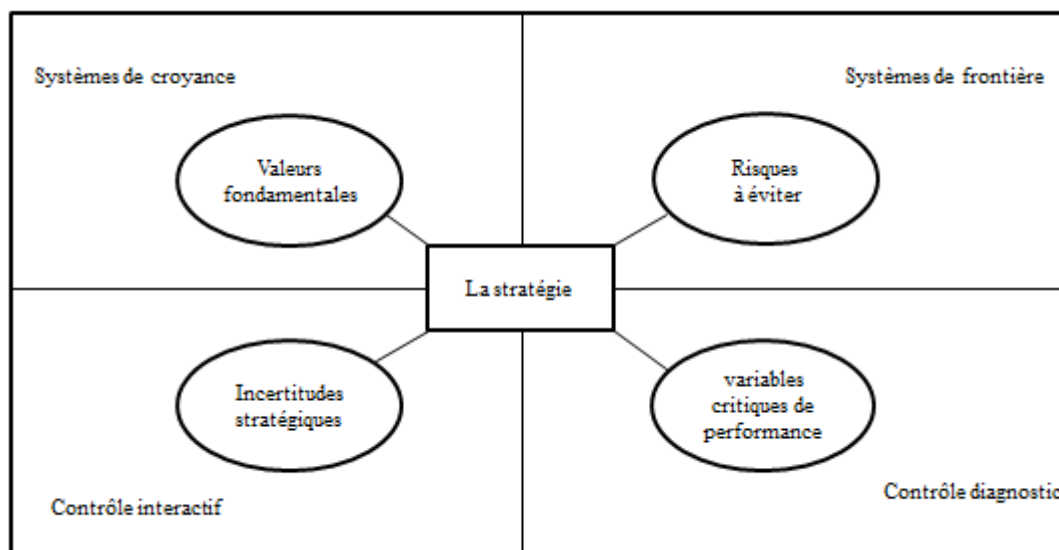 Systèmes de croyance
Systèmes de frontière
Valeurs
fondamentales
Risques
à éviter
La stratégie
Incertitudes
stratégiques
variables
critiques de
performance
Contrôle interactif
Contrôle diagnostic